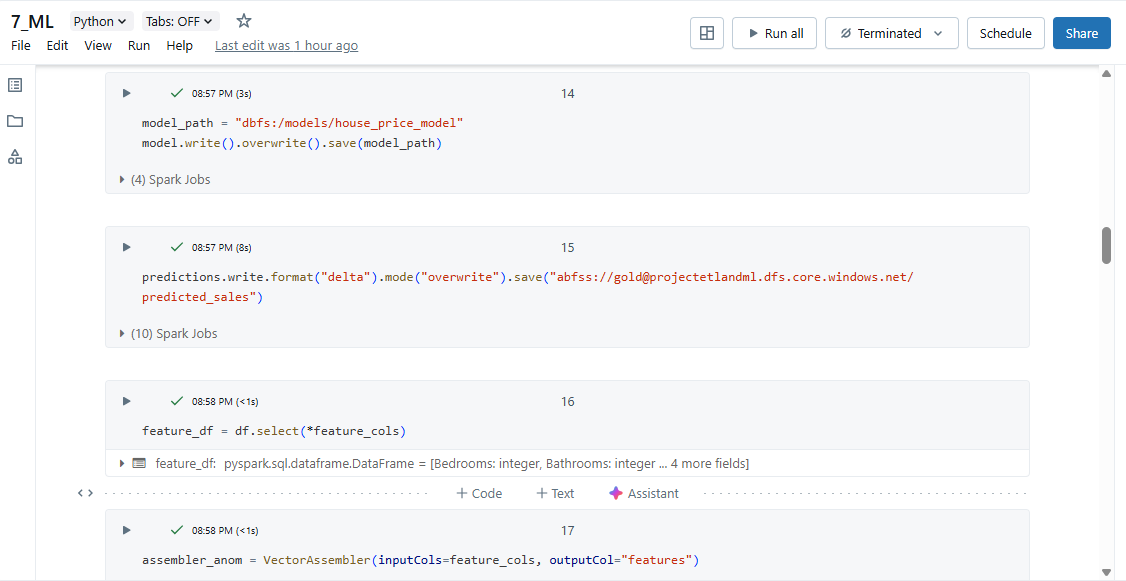 7_ML Python Tabs: OFF
File Edit View Run Help Last edit was 1 hour ago
Run all Terminated Schedule Share
08:57 PM (3s) 14
model_path = "dbfs:/models/house_price_model"
model.write().overwrite().save(model_path)
(4) Spark Jobs
08:57 PM (8s) 15
predictions.write.format("delta").mode("overwrite").save("abfss://gold@projectetlandml.dfs.core.windows.net/
predicted_sales")
(10) Spark Jobs
08:58 PM (<1s) 16
feature_df = df.select(*feature_cols)
feature_df: pyspark.sql.dataframe.DataFrame = [Bedrooms: integer, Bathrooms: integer ... 4 more fields]
+ Code + Text Assistant
08:58 PM (<1s) 17
assembler_anom = VectorAssembler(inputCols=feature_cols, outputCol="features")